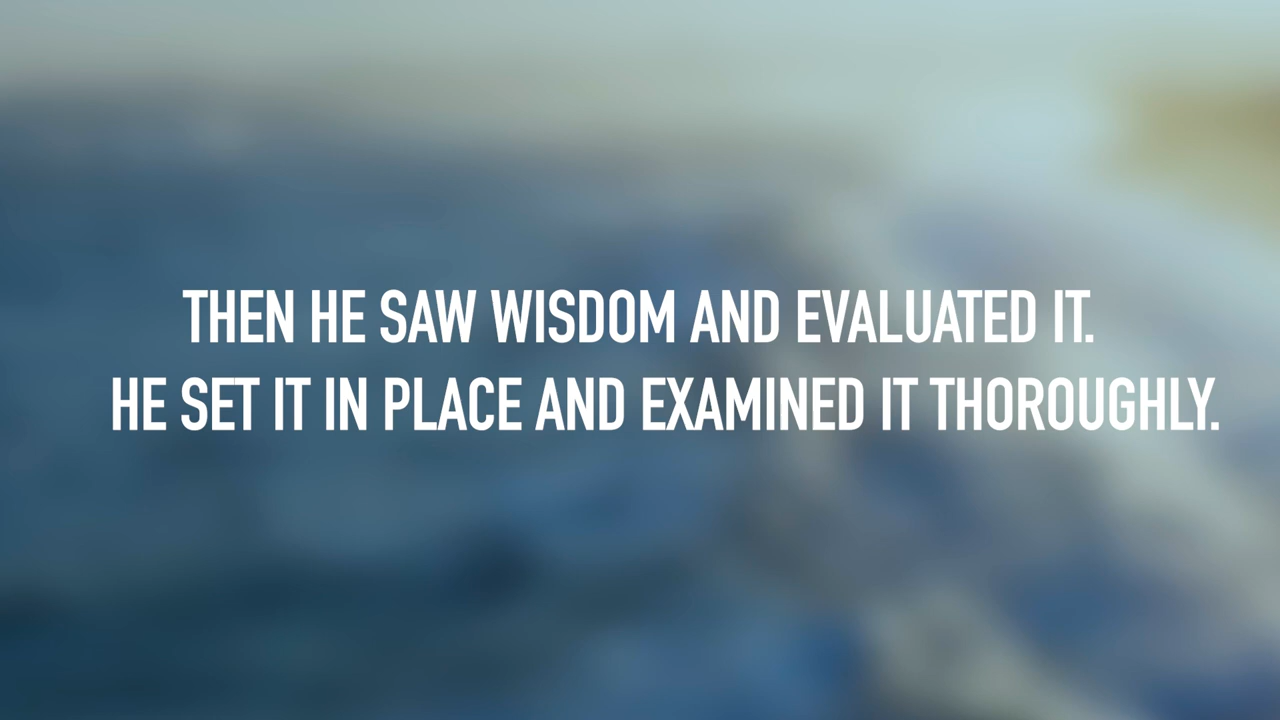 THEN HE SAW WISDOM AND EVALUATED IT.
HE SET IT IN PLACE AND EXAMINED IT THOROUGHLY.